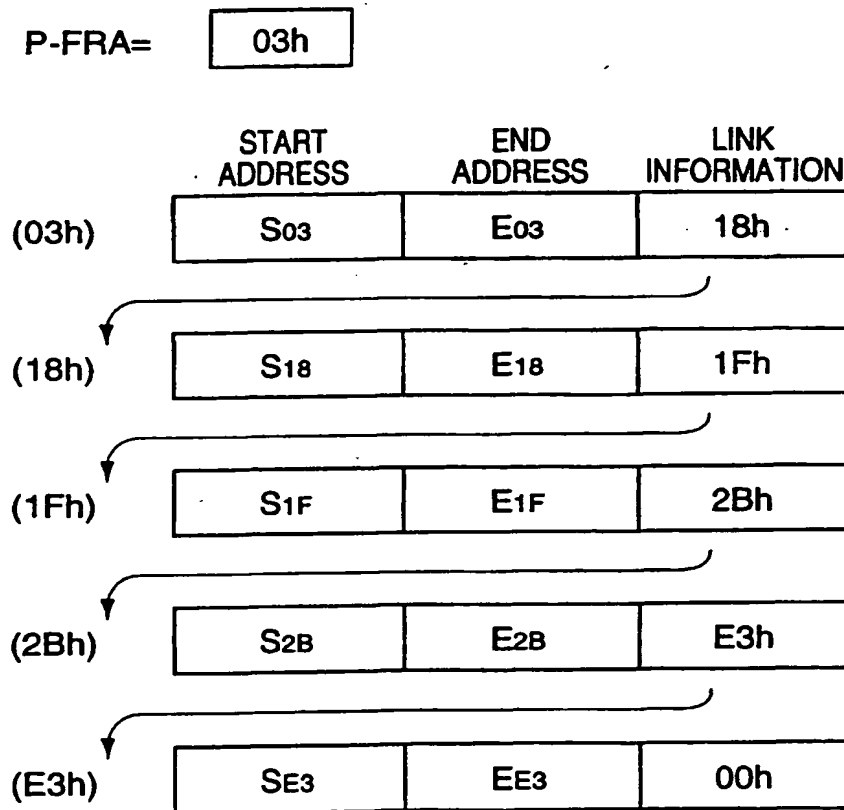 P-FRA= 03h
START ADDRESS END ADDRESS LINK INFORMATION
(03h) S03 E03 18h
(18h) S18 E18 1Fh
(1Fh) S1F E1F 2Bh
(2Bh) S2B E2B E3h
(E3h) SE3 EE3 00h